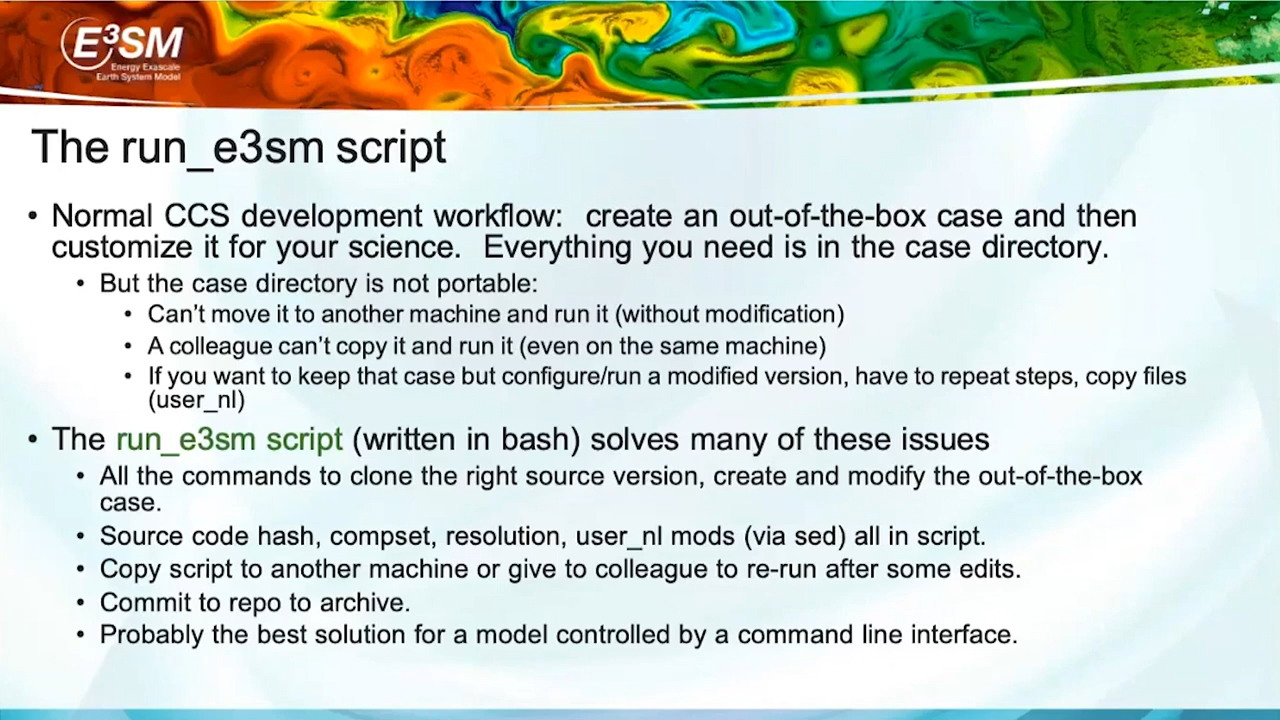 E³SM
Energy Exascale
Earth System Model
The run_e3sm script
• Normal CCS development workflow:  create an out-of-the-box case and then
customize it for your science.  Everything you need is in the case directory.
• But the case directory is not portable:
• Can't move it to another machine and run it (without modification)
• A colleague can't copy it and run it (even on the same machine)
• If you want to keep that case but configure/run a modified version, have to repeat steps, copy files
(user_nl)
• The run_e3sm script (written in bash) solves many of these issues
• All the commands to clone the right source version, create and modify the out-of-the-box
case.
• Source code hash, compset, resolution, user_nl mods (via sed) all in script.
• Copy script to another machine or give to colleague to re-run after some edits.
• Commit to repo to archive.
• Probably the best solution for a model controlled by a command line interface.